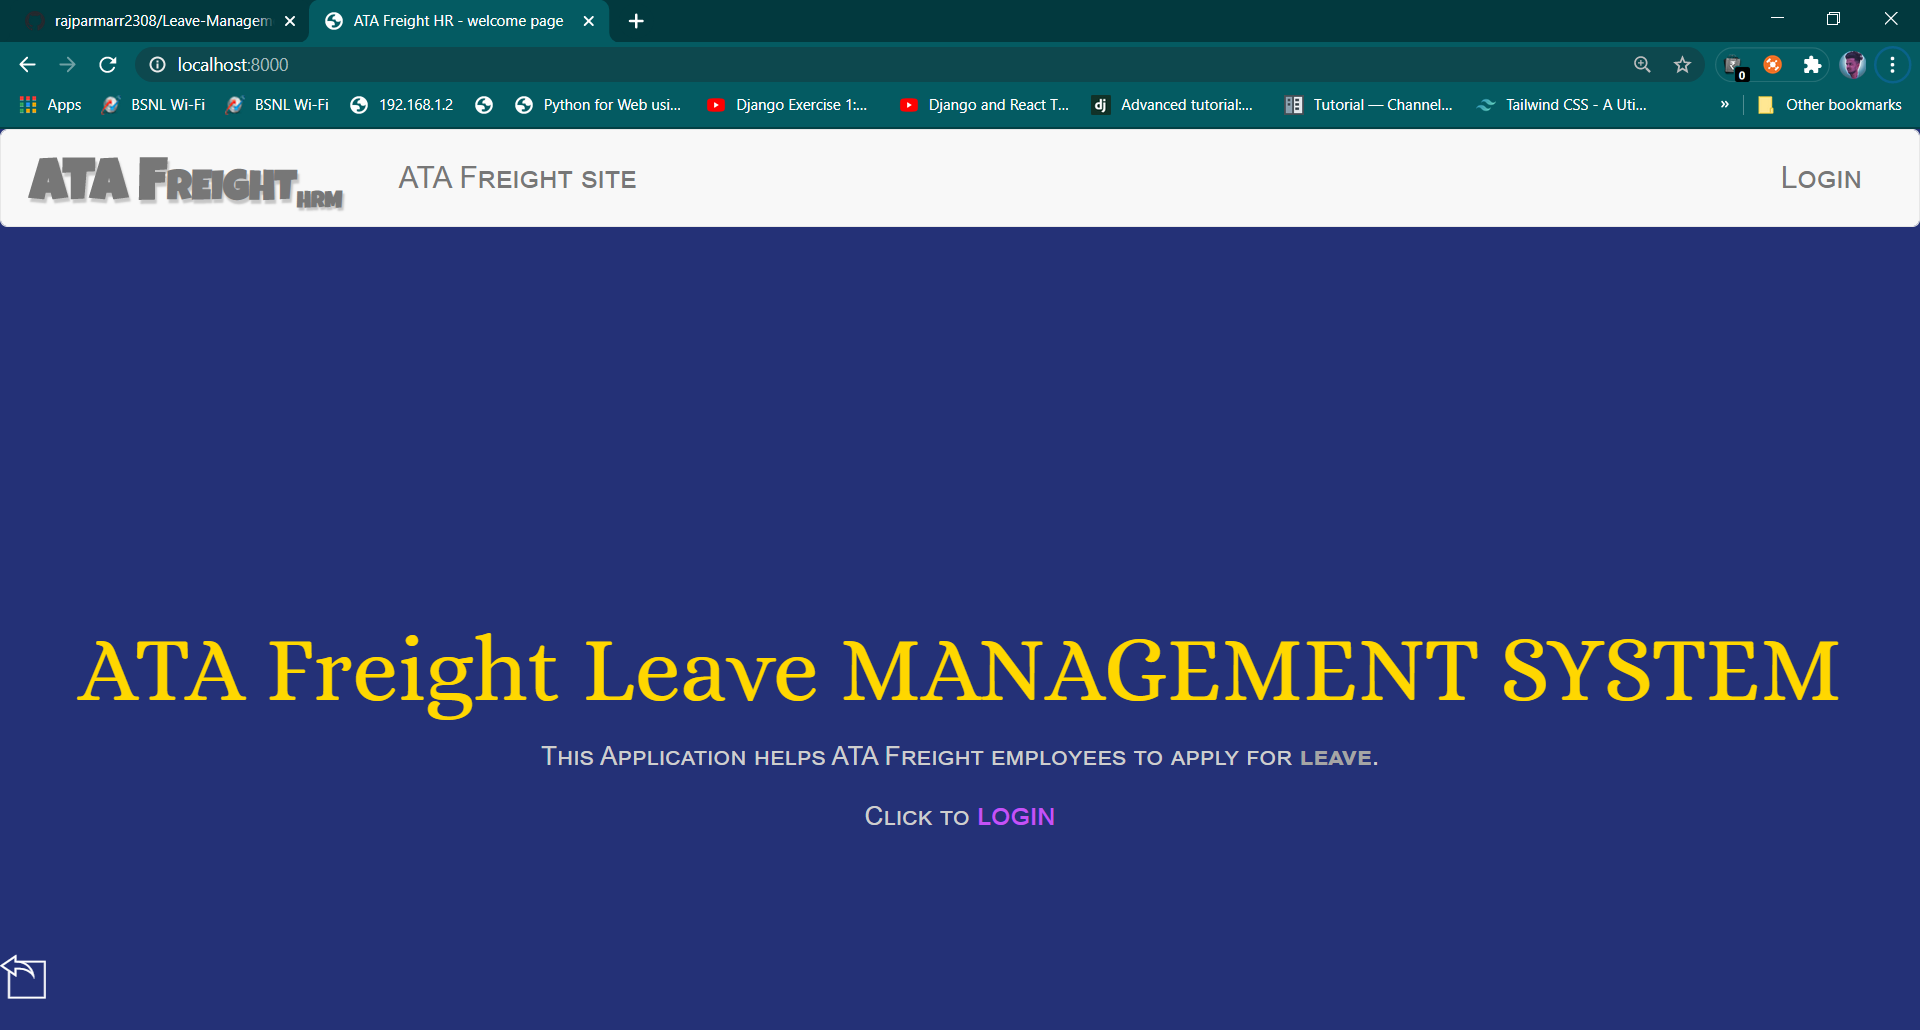 rajparmarr2308/Leave-Managem
ATA Freight HR - welcome page
localhost:8000
0
Apps
BSNL Wi-Fi
BSNL Wi-Fi
192.168.1.2
Python for Web usi...
Django Exercise 1:...
Django and React T...
dj
Advanced tutorial:...
Tutorial — Channel...
Tailwind CSS - A Uti...
»
Other bookmarks
ATA Freight HRM
ATA Freight site
Login
ATA Freight Leave MANAGEMENT SYSTEM
This Application helps ATA Freight employees to apply for leave.
Click to LOGIN